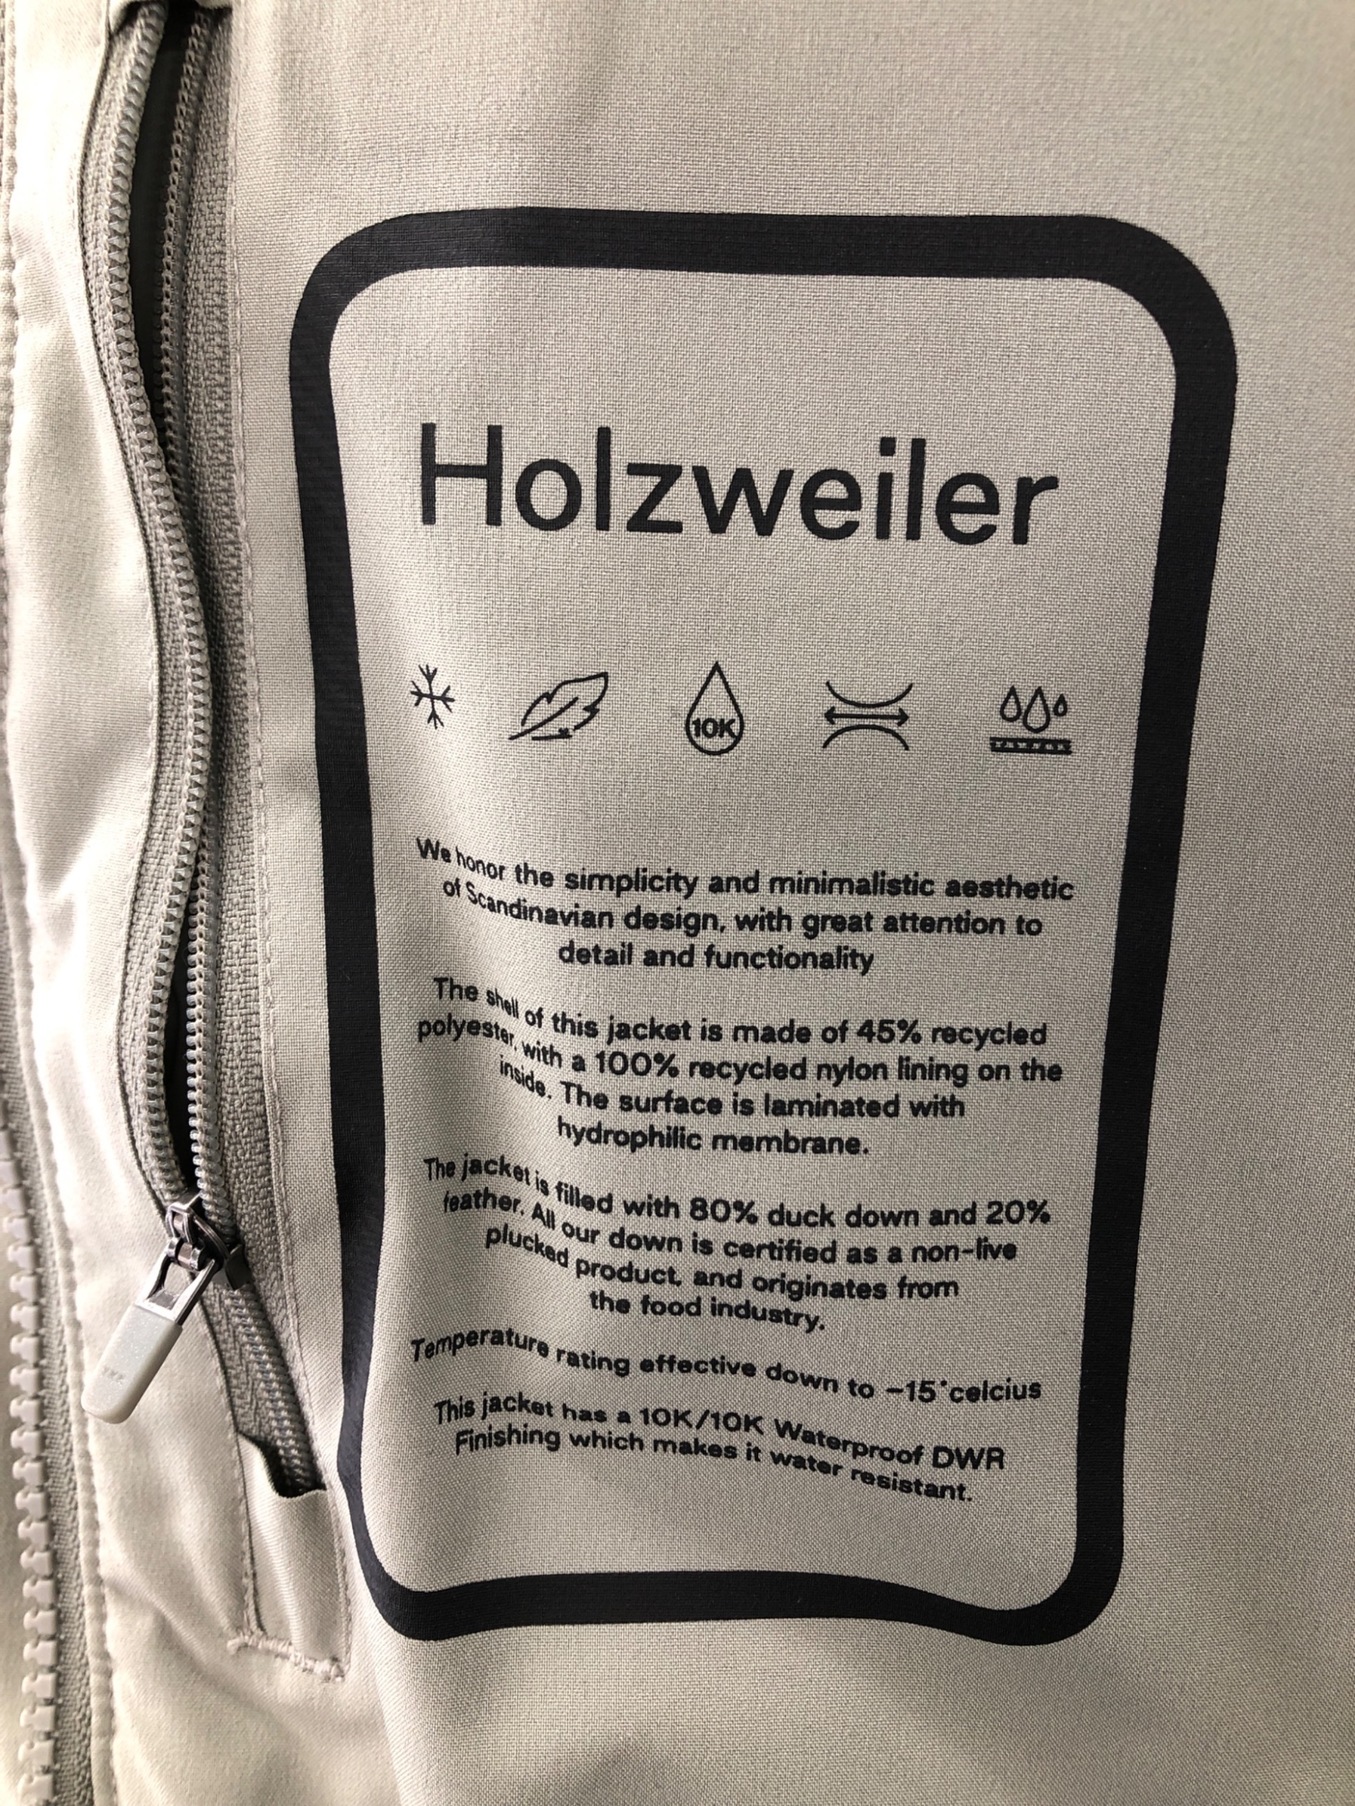 Holzweiler
10K
We honor the simplicity and minimalistic aesthetic
of Scandinavian design, with great attention to
detail and functionality
The shell of this jacket is made of 45% recycled
polyester, with a 100% recycled nylon lining on the
inside. The surface is laminated with
hydrophilic membrane.
The jacket is filled with 80% duck down and 20%
feather. All our down is certified as a non-live
plucked product, and originates from
the food industry.
Temperature rating effective down to -15°celcius
This jacket has a 10K/10K Waterproof DWR
Finishing which makes it water resistant.